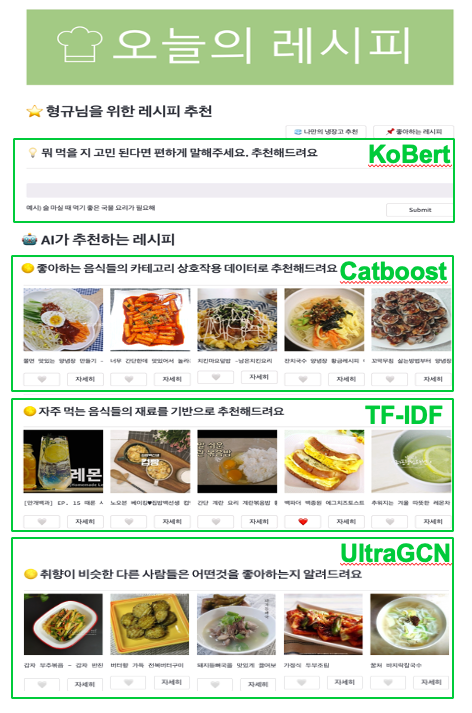 오늘의 레시피
⭐ 형규님을 위한 레시피 추천
나만의 냉장고 추천
📌 좋아하는 레시피
💡 뭐 먹을 지 고민 된다면 편하게 말해주세요. 추천해드려요
KoBert
예시) 술 마실 때 먹기 좋은 국물 요리가 필요해
Submit
🤖 AI가 추천하는 레시피
🟡 좋아하는 음식들의 카테고리 상호작용 데이터로 추천해드려요
Catboost
쫄면 맛있는 양념장 만들기 -
너무 간단한데 맛있어서 놀라
치킨마요덮밥 -남은치킨요리
잔치국수 양념장 황금레시피
꼬막무침 삶는방법부터 양념장
자세히
자세히
자세히
자세히
자세히
🟡 자주 먹는 음식들의 재료를 기반으로 추천해드려요
TF-IDF
레몬
[만개백과] EP. 15 때론
노오븐 베이킹♥집밥백선생
간단 계란 요리 계란볶음밥
백파더 백종원 에그치즈토스트
추워지는 겨울 따뜻한 레몬차
자세히
자세히
자세히
자세히
자세히
UltraGCN
🟡 취향이 비슷한 다른 사람들은 어떤것을 좋아하는지 알려드려요
감자 부추볶음 - 감자 반찬
버터향 가득 전복버터구이
돼지등뼈곰탕 맛있게 끓여보
가정식 두부조림
뭉쳐 바지락칼국수
자세히
자세히
자세히
자세히
자세히